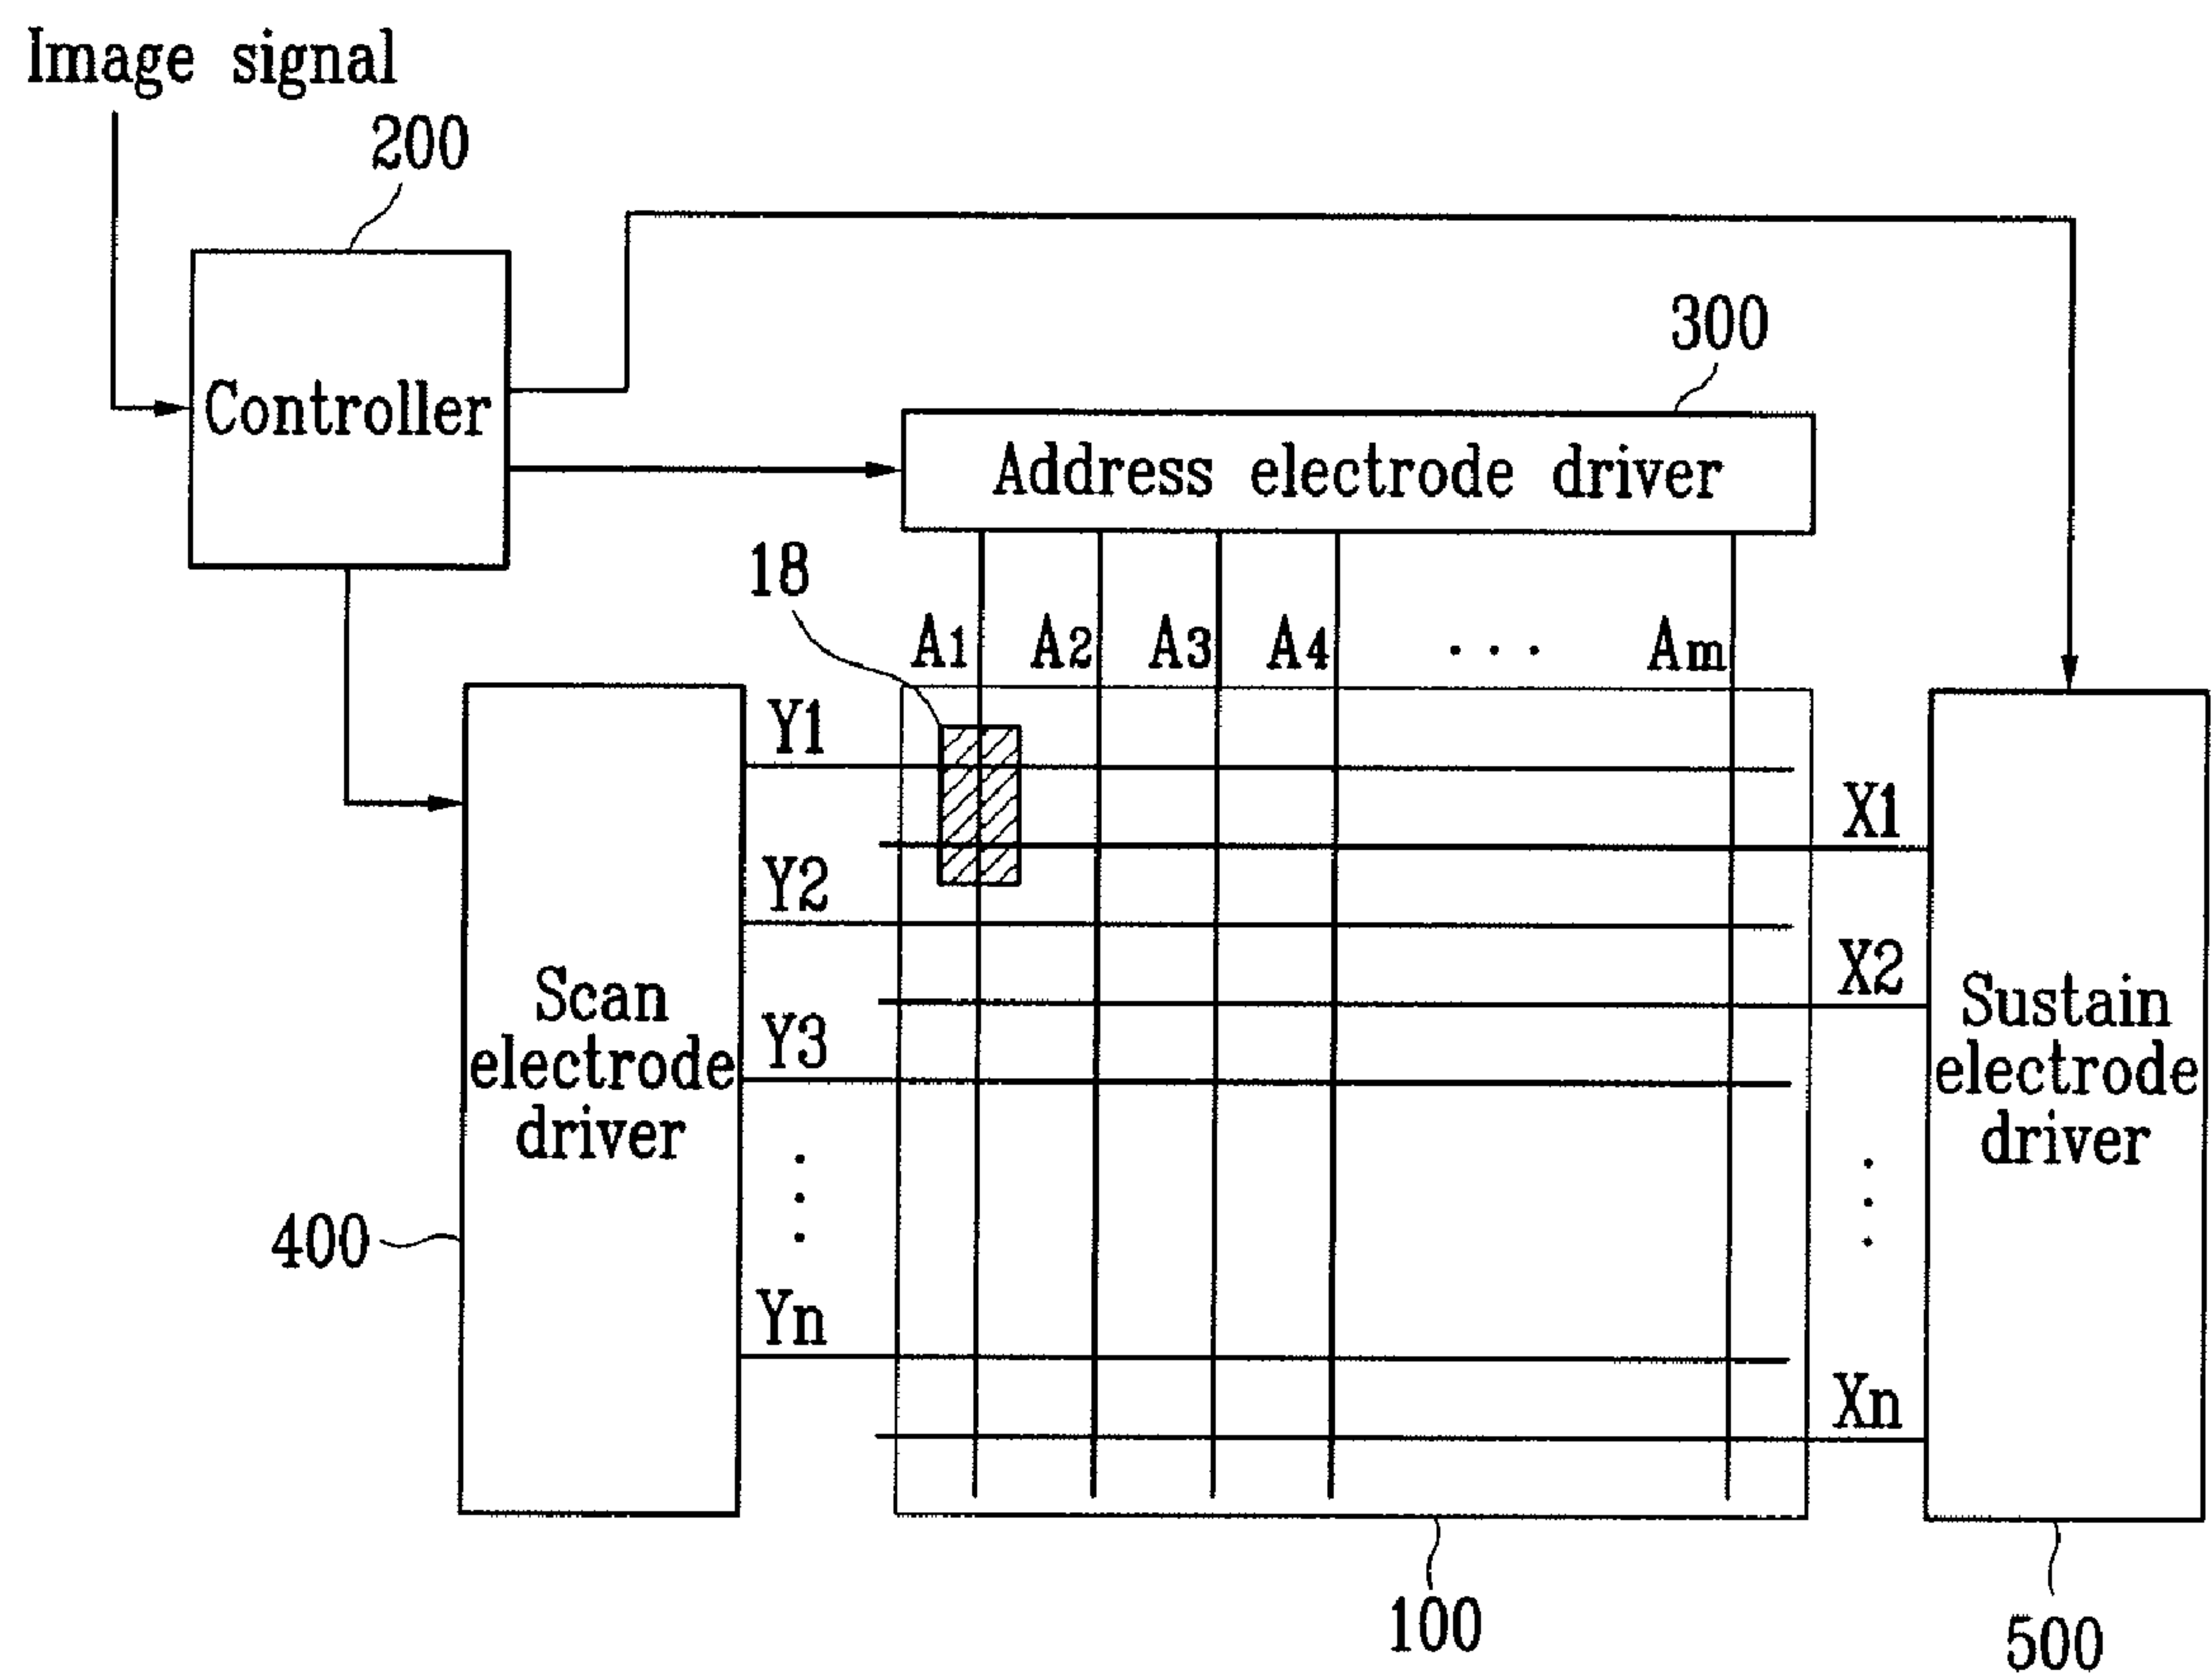 Image signal
200
Controller
300
Address electrode driver
18
A1 A2 A3 A4 . . . Am
Y1
X1
Y2
X2
Scan
electrode
driver
Sustain
electrode
driver
Y3
400
Yn
Xn
100
500